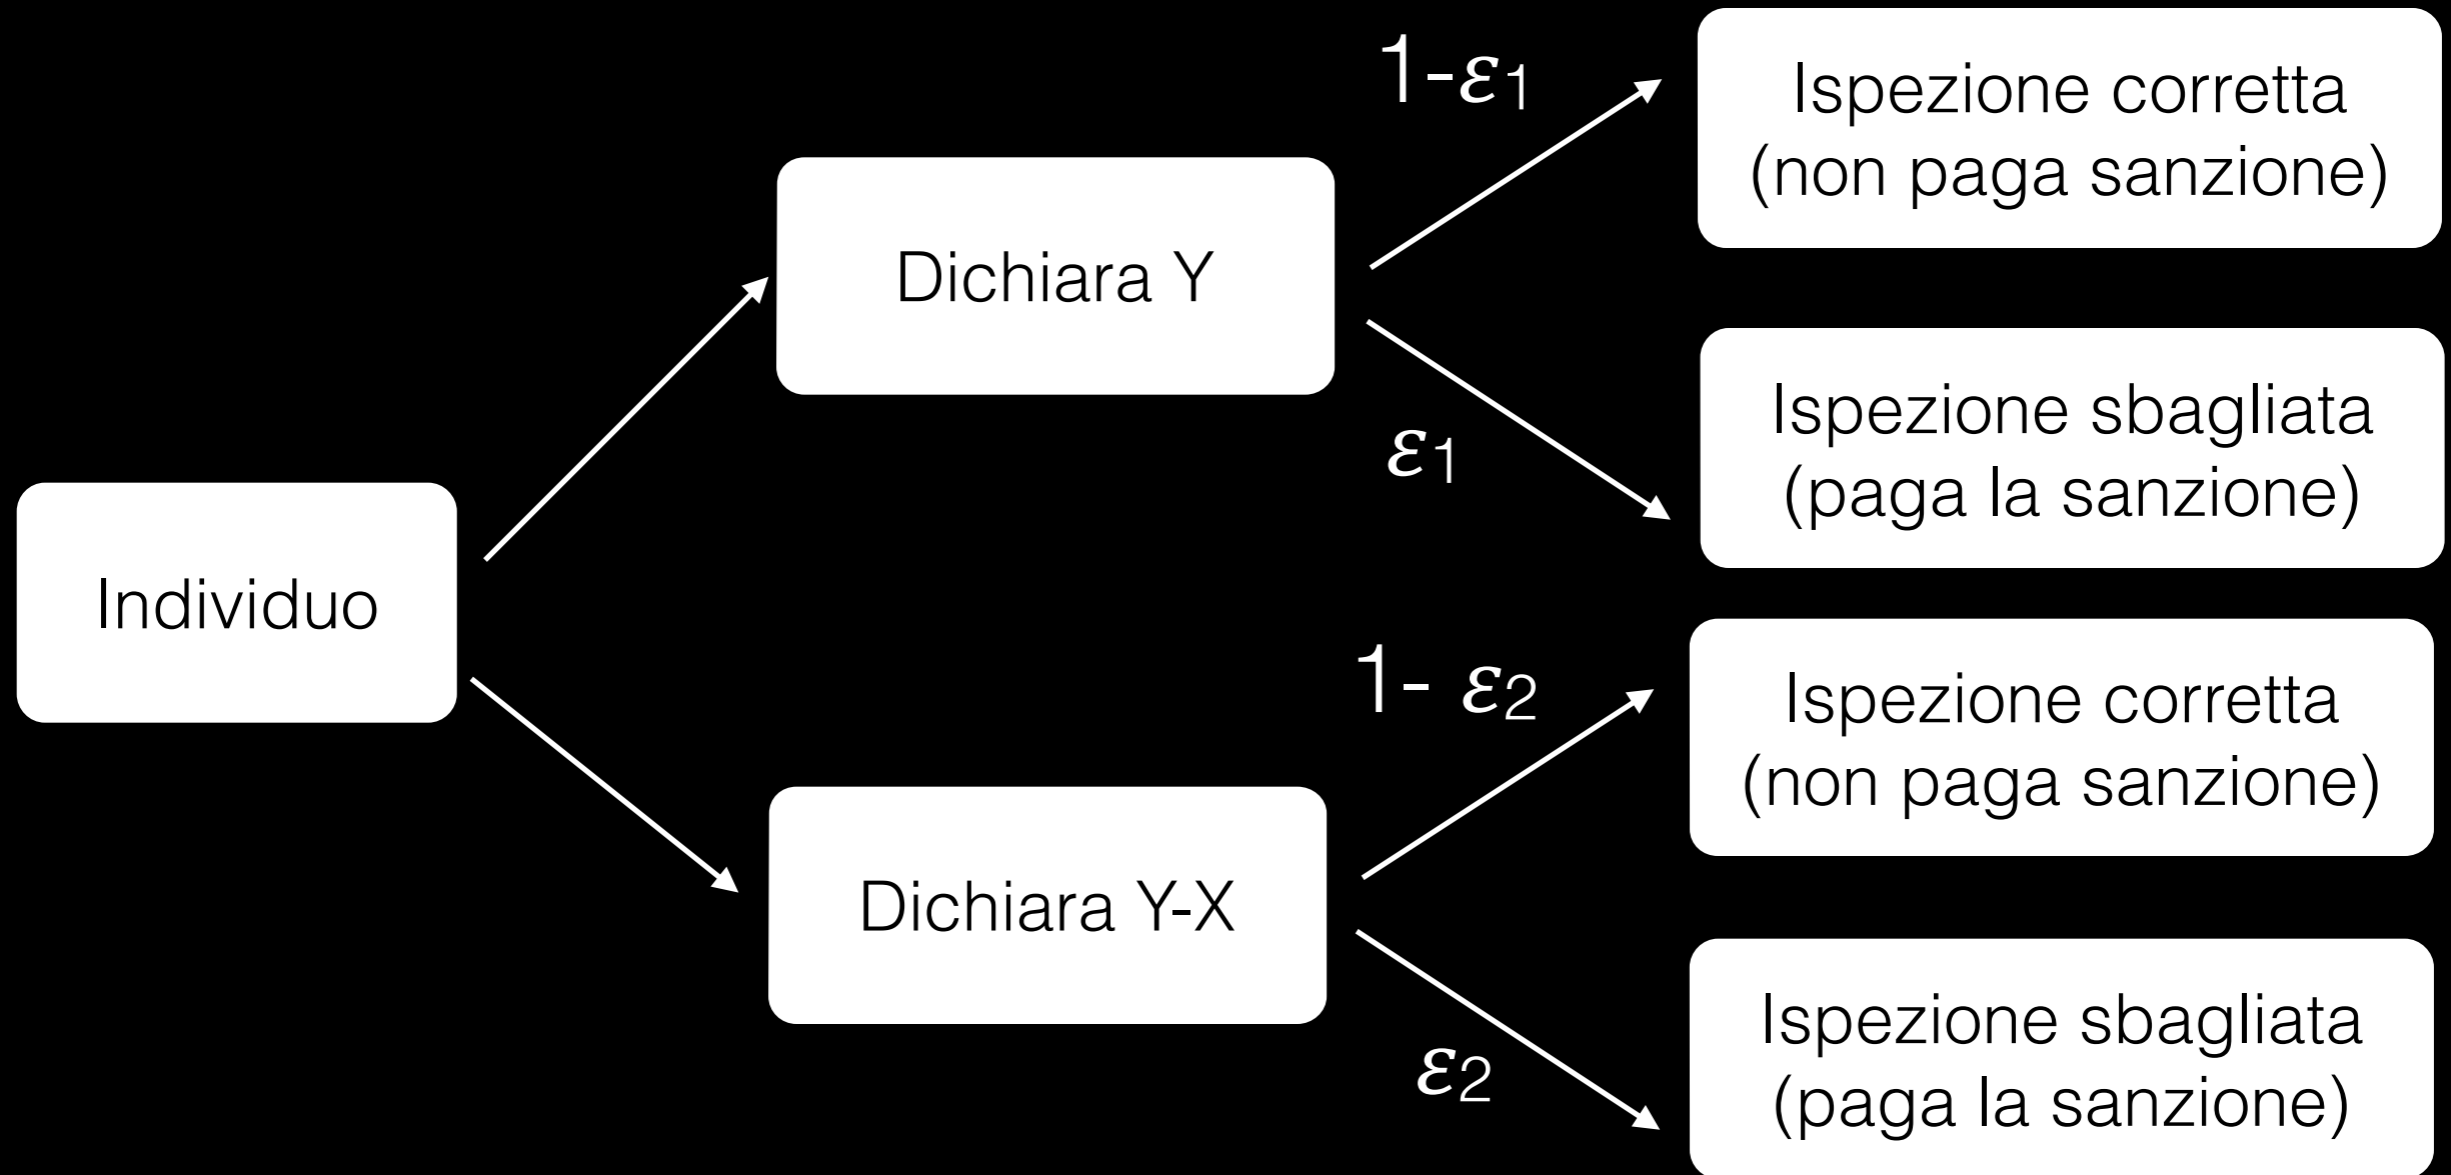 1-ε1
Ispezione corretta
(non paga sanzione)
Dichiara Y
ε1
Ispezione sbagliata
(paga la sanzione)
Individuo
1- ε2
Ispezione corretta
(non paga sanzione)
Dichiara Y-X
ε2
Ispezione sbagliata
(paga la sanzione)